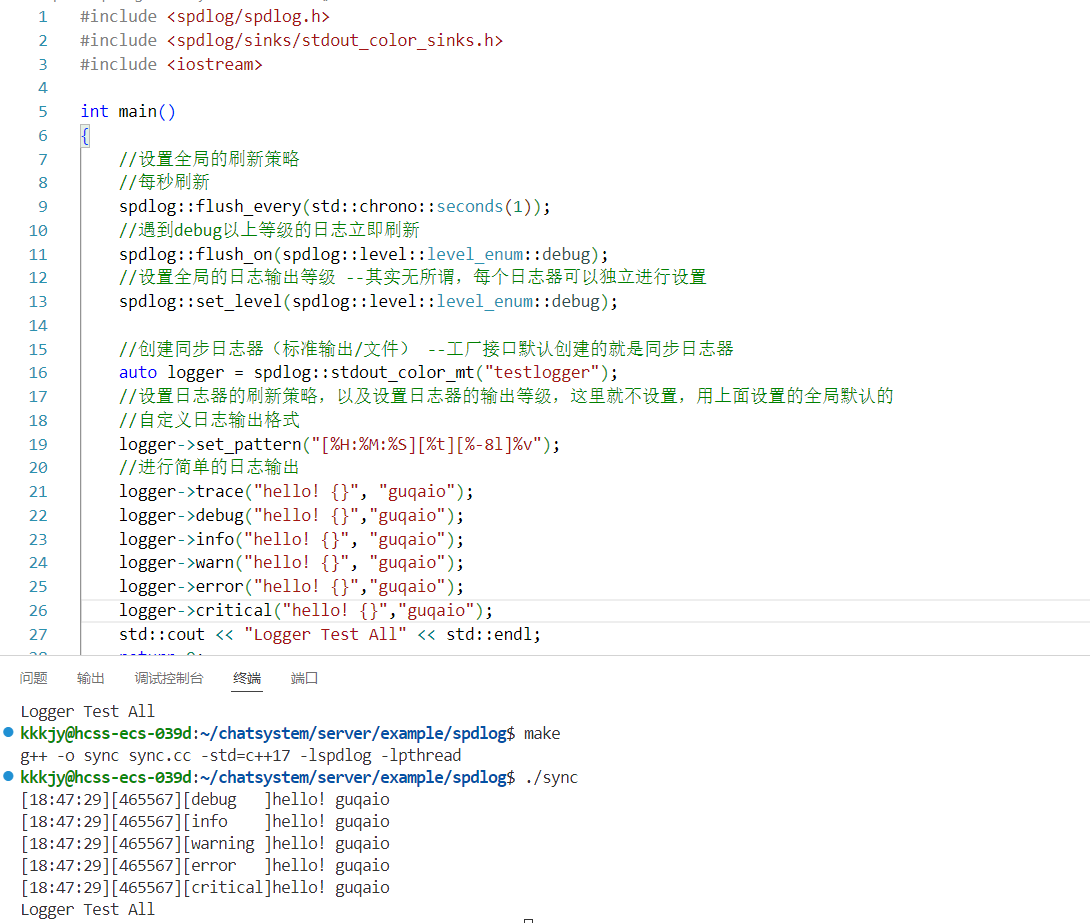 1 #include <spdlog/spdlog.h>
2 #include <spdlog/sinks/stdout_color_sinks.h>
3 #include <iostream>
4
5 int main()
6 {
7 //设置全局的刷新策略
8 //每秒刷新
9 spdlog::flush_every(std::chrono::seconds(1));
10 //遇到debug以上等级的日志立即刷新
11 spdlog::flush_on(spdlog::level::level_enum::debug);
12 //设置全局的日志输出等级 --其实无所谓，每个日志器可以独立进行设置
13 spdlog::set_level(spdlog::level::level_enum::debug);
14
15 //创建同步日志器（标准输出/文件） --工厂接口默认创建的就是同步日志器
16 auto logger = spdlog::stdout_color_mt("testlogger");
17 //设置日志器的刷新策略，以及设置日志器的输出等级，这里就不设置，用上面设置的全局默认的
18 //自定义日志输出格式
19 logger->set_pattern("[%H:%M:%S][%t][%-8l]%v");
20 //进行简单的日志输出
21 logger->trace("hello! {}", "guqaio");
22 logger->debug("hello! {}","guqaio");
23 logger->info("hello! {}", "guqaio");
24 logger->warn("hello! {}", "guqaio");
25 logger->error("hello! {}","guqaio");
26 logger->critical("hello! {}","guqaio");
27 std::cout << "Logger Test All" << std::endl;
问题 输出 调试控制台 终端 端口
Logger Test All
kkkjy@hcss-ecs-039d:~/chatsystem/server/example/spdlog$ make
g++ -o sync sync.cc -std=c++17 -lspdlog -lpthread
kkkjy@hcss-ecs-039d:~/chatsystem/server/example/spdlog$ ./sync
[18:47:29][465567][debug   ]hello! guqaio
[18:47:29][465567][info    ]hello! guqaio
[18:47:29][465567][warning ]hello! guqaio
[18:47:29][465567][error   ]hello! guqaio
[18:47:29][465567][critical]hello! guqaio
Logger Test All